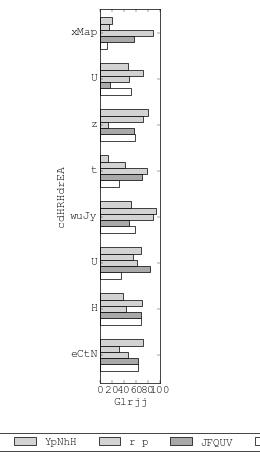 xMap
U
z
t
wuJy
U
H
eCtN
cdHRHdrEA
0 20 40 60 80 100
Glrjj
YpNhH r p JFQUV